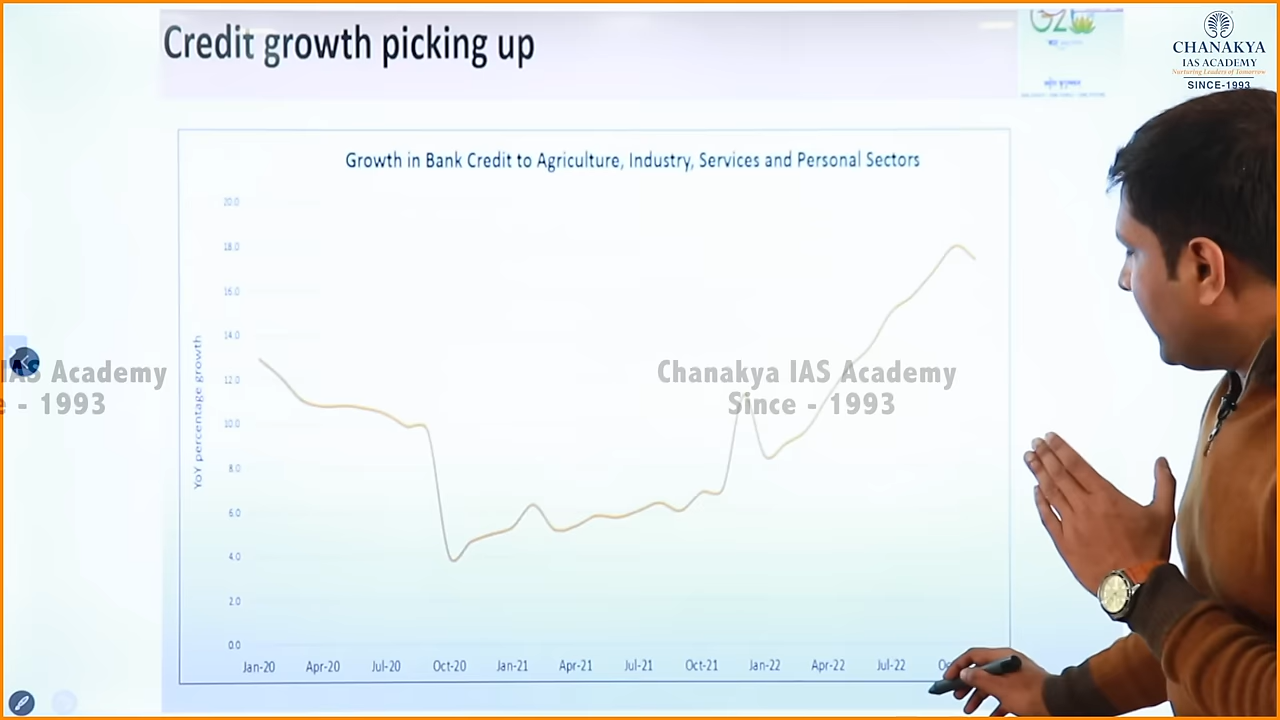 Credit growth picking up
CHANAKYA
IAS ACADEMY
Nurturing Leaders of Tomorrow
SINCE-1993
Growth in Bank Credit to Agriculture, Industry, Services and Personal Sectors
20.0
18.0
16.0
14.0
12.0
10.0
8.0
6.0
4.0
2.0
0.0
YoY percentage growth
IAS Academy
- 1993
Chanakya IAS Academy
Since - 1993
Jan-20 Apr-20 Jul-20 Oct-20 Jan-21 Apr-21 Jul-21 Oct-21 Jan-22 Apr-22 Jul-22